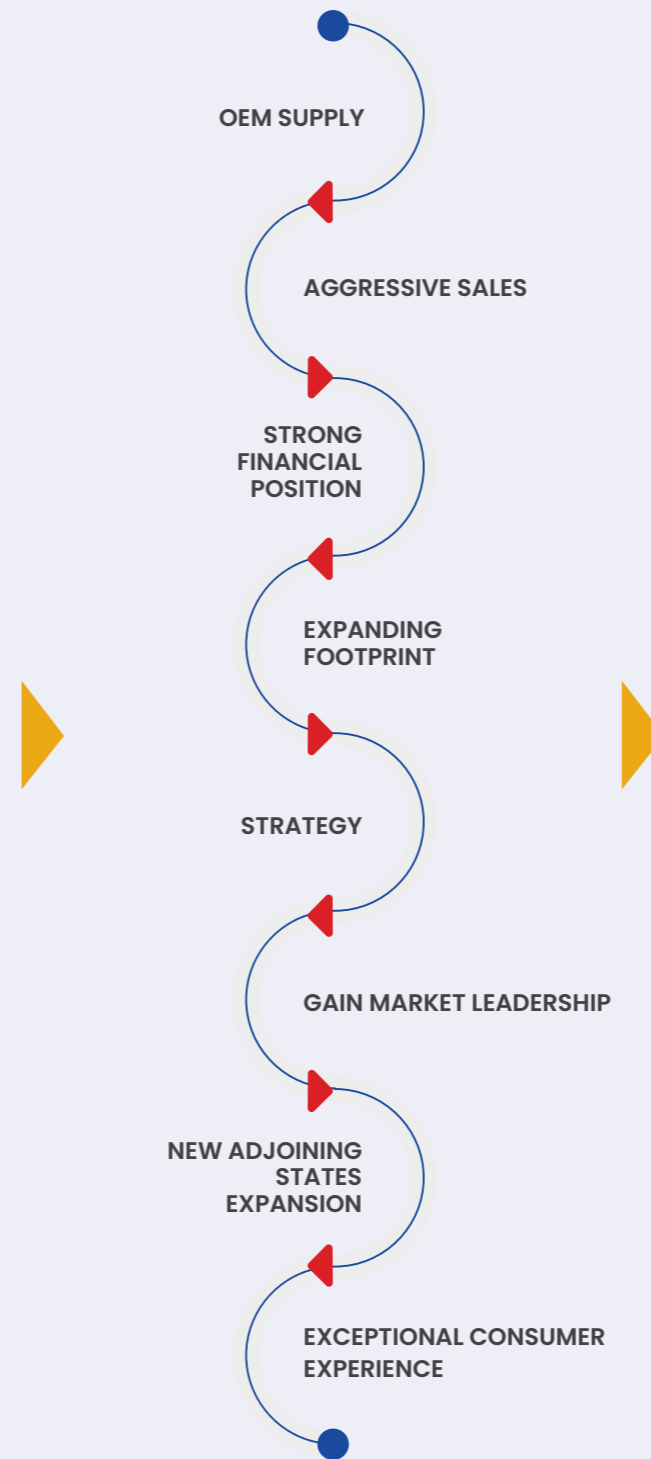 OEM SUPPLY
AGGRESSIVE SALES
STRONG
FINANCIAL
POSITION
EXPANDING
FOOTPRINT
STRATEGY
GAIN MARKET LEADERSHIP
NEW ADJOINING
STATES
EXPANSION
EXCEPTIONAL CONSUMER
EXPERIENCE